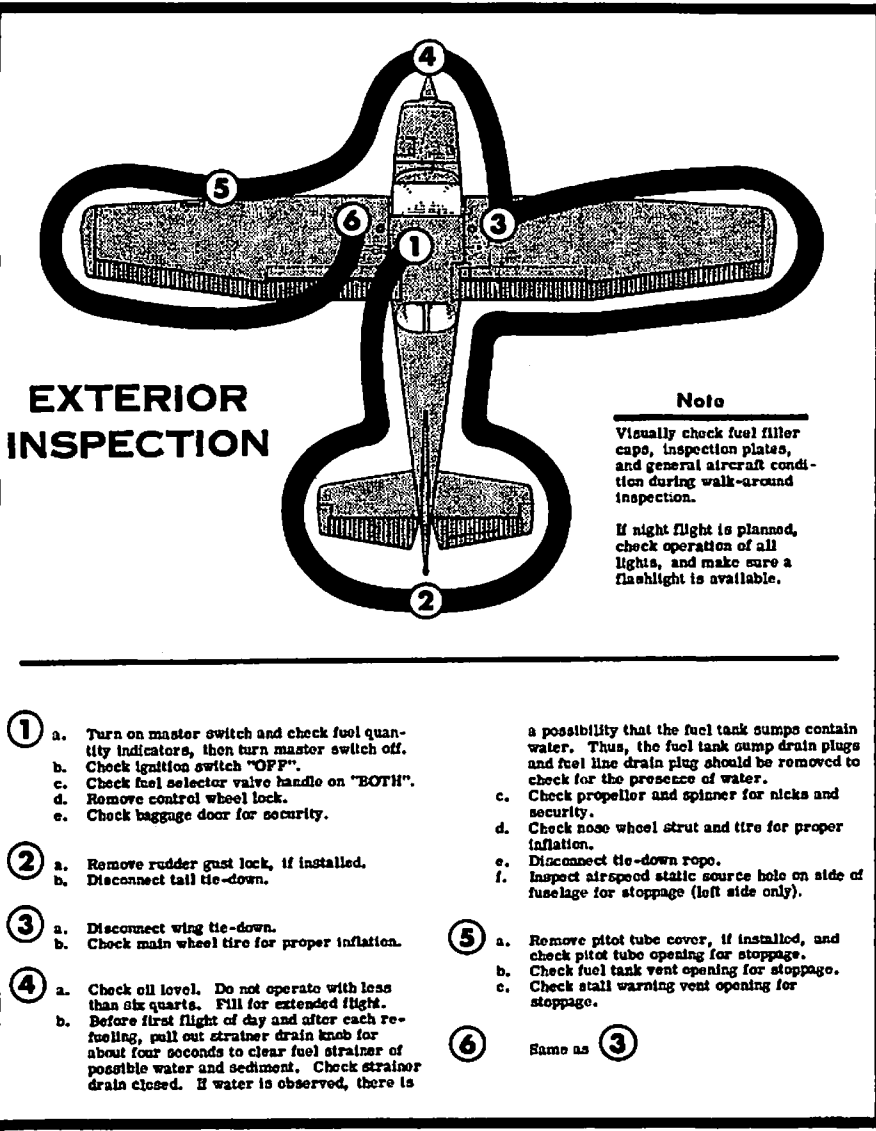 4
5
6
3
1
EXTERIOR
INSPECTION
Note
Visually check fuel filler
caps, inspection plates,
and general aircraft condi-
tion during walk-around
inspection.
If night flight is planned,
check operation of all
lights, and make sure a
flashlight is available.
2
1 a. Turn on master switch and check fuel quan-
tity indicators, then turn master switch off.
b. Check ignition switch "OFF".
c. Check fuel selector valve handle on "BOTH".
d. Remove control wheel lock.
e. Check baggage door for security.
2 a. Remove rudder gust lock, if installed.
b. Disconnect tail tie-down.
3 a. Disconnect wing tie-down.
b. Check main wheel tire for proper inflation.
4 a. Check oil level. Do not operate with less
than six quarts. Fill for extended flight.
b. Before first flight of day and after each re-
fueling, pull out strainer drain knob for
about four seconds to clear fuel strainer of
possible water and sediment. Check strainer
drain closed. If water is observed, there is
a possibility that the fuel tank sumps contain
water. Thus, the fuel tank sump drain plugs
and fuel line drain plug should be removed to
check for the presence of water.
c. Check propeller and spinner for nicks and
security.
d. Check nose wheel strut and tire for proper
inflation.
e. Disconnect tie-down rope.
f. Inspect airspeed static source hole on side of
fuselage for stoppage (left side only).
5 a. Remove pitot tube cover, if installed, and
check pitot tube opening for stoppage.
b. Check fuel tank vent opening for stoppage.
c. Check stall warning vent opening for
stoppage.
6 Same as 3